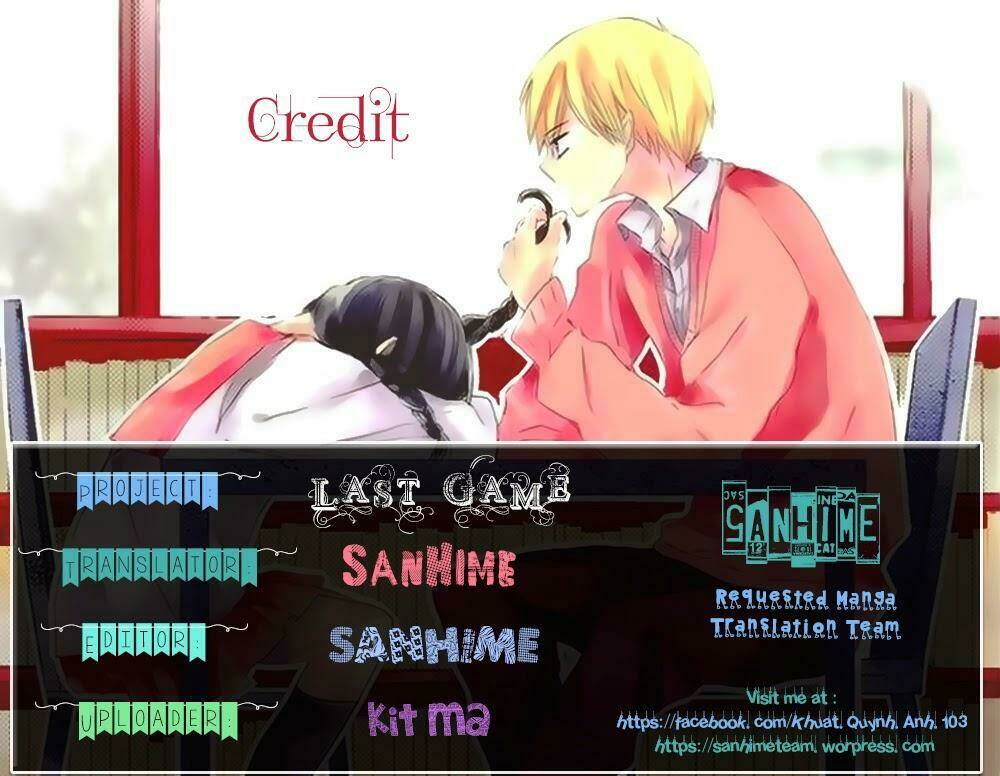 Credit
PROJECT:
LAST GAME
TRANSLATOR:
SANHIME
EDITOR:
SANHIME
UPLOADER:
Kit ma
SANHIME
Requested Manga
Translation Team
Visit me at :
https://facebook. com/Khuat. Quynh. Anh. 103
https://sanhimeteam. worpress. com